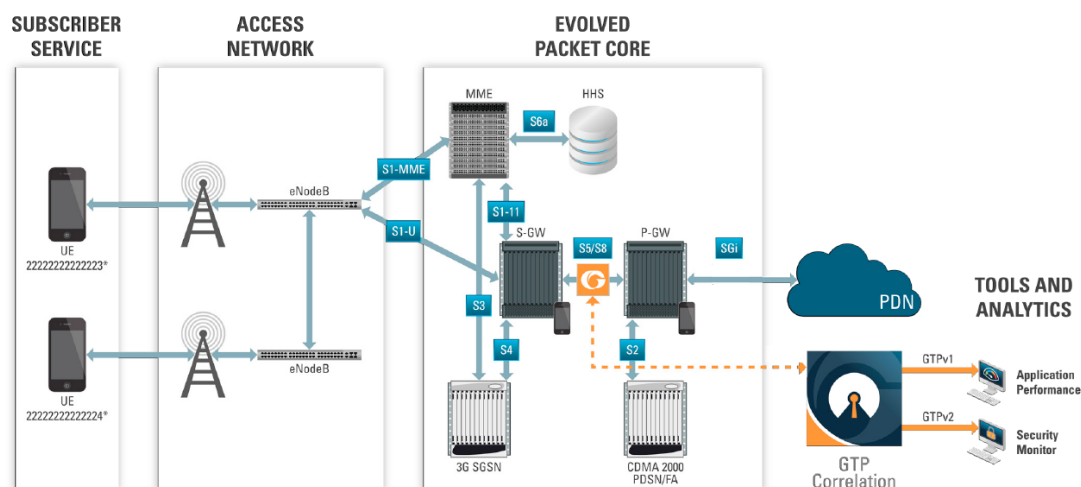 SUBSCRIBER
SERVICE
ACCESS
NETWORK
EVOLVED
PACKET CORE
MME
HHS
S6a
S1-MME
eNodeB
S1-11
S1-U
S-GW
P-GW
S5/S8
SGi
UE
22222222222223*
PDN
TOOLS AND
ANALYTICS
S3
S4
S2
eNodeB
GTPv1
Application
Performance
UE
22222222222224*
GTPv2
Security
Monitor
3G SGSN
CDMA 2000
PDSN/FA
GTP
Correlation